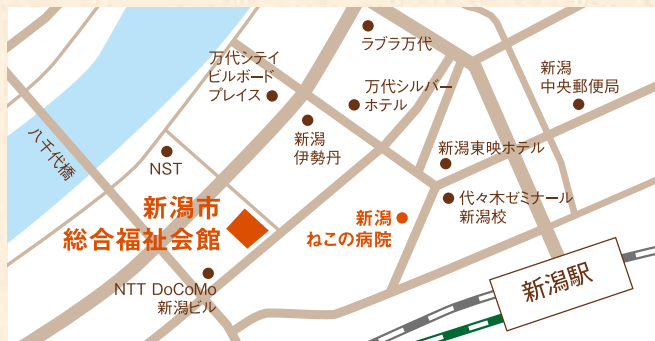 ラブラ万代
万代シテイ
ビルボード
プレイス
万代シルバー
ホテル
新潟
中央郵便局
新潟
伊勢丹
八千代橋
NST
新潟東映ホテル
代々木ゼミナール
新潟校
新潟市
総合福祉会館
新潟
ねこの病院
NTT DoCoMo
新潟ビル
新潟駅